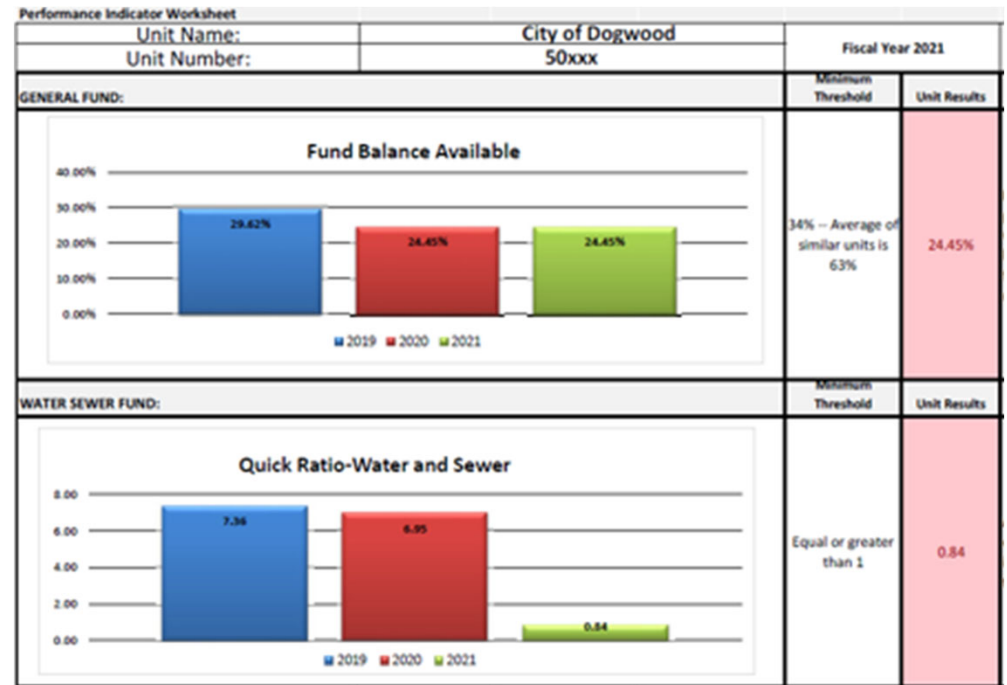 Performance Indicator Worksheet
Unit Name: City of Dogwood
Unit Number: 50xxx
Fiscal Year 2021
GENERAL FUND:
Minimum
Threshold
Unit Results
Fund Balance Available
40.00%
30.00%
20.00%
10.00%
0.00%
29.62%
24.45%
24.45%
2019 2020 2021
34% -- Average of
similar units is
63%
24.45%
WATER SEWER FUND:
Minimum
Threshold
Unit Results
Quick Ratio-Water and Sewer
8.00
6.00
4.00
2.00
0.00
7.36
6.95
0.84
2019 2020 2021
Equal or greater
than 1
0.84